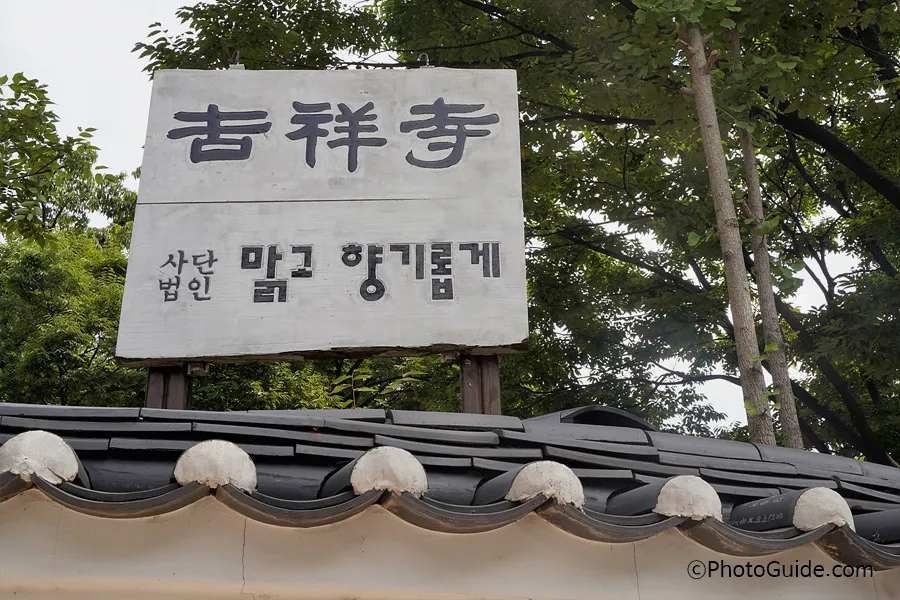 吉祥寺
사단
법인 맑고 향기롭게
©PhotoGuide.com